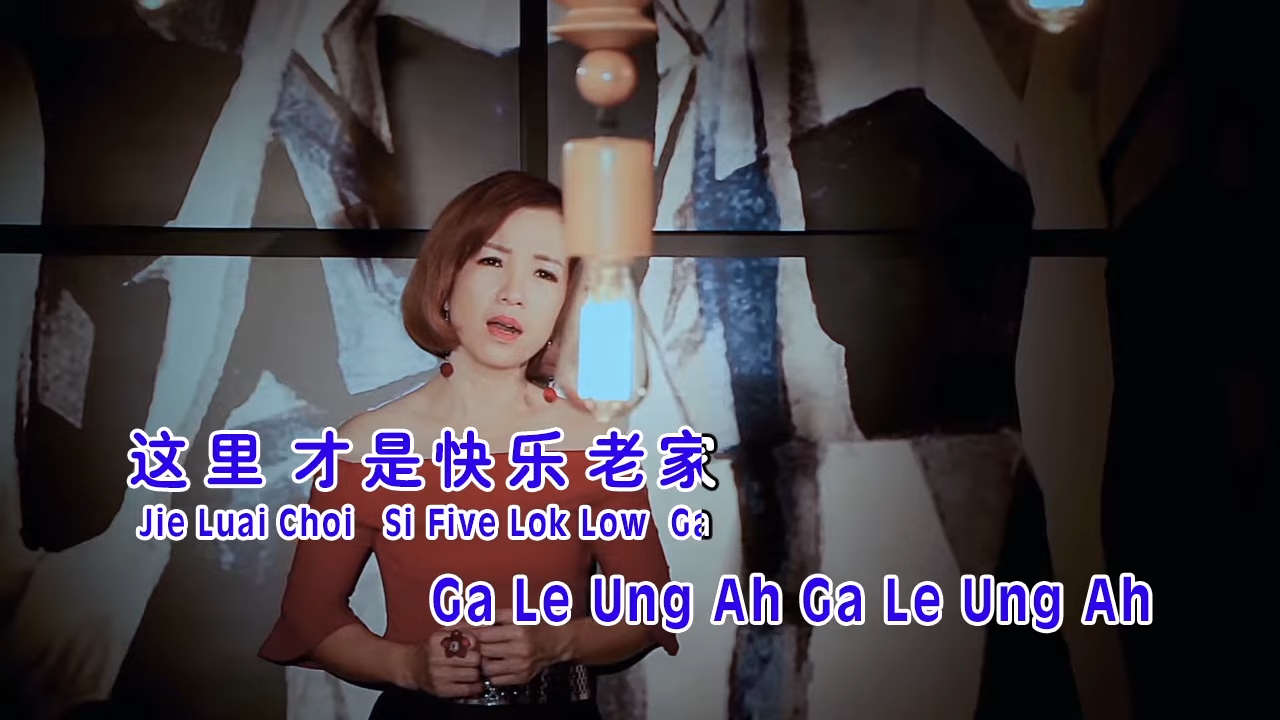 这里 才是快乐老家
Jie Luai Choi Si Five Lok Low Ga
Ga Le Ung Ah Ga Le Ung Ah